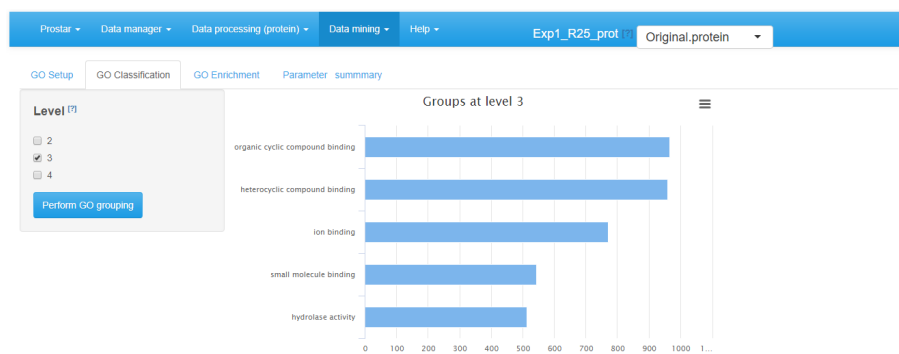 Prostar Data manager Data processing (protein) Data mining Help Exp1_R25_prot [?] Original.protein
GO Setup GO Classification GO Enrichment Parameter summmary
Level [?]
2
3
4
Perform GO grouping
Groups at level 3
organic cyclic compound binding
heterocyclic compound binding
ion binding
small molecule binding
hydrolase activity
0 100 200 300 400 500 600 700 800 900 1000 1...